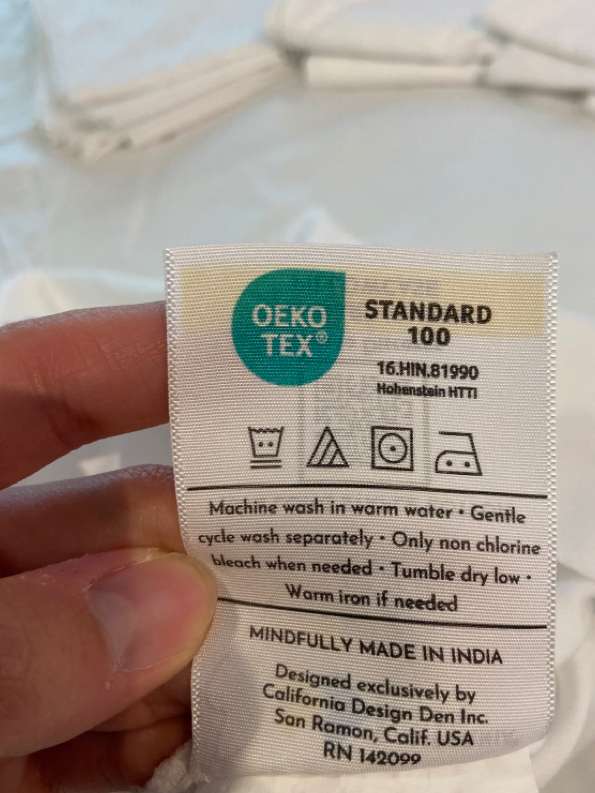 OEKO
TEX®
STANDARD
100
16.HIN.81990
Hohenstein HTTI
Machine wash in warm water • Gentle
cycle wash separately • Only non chlorine
bleach when needed • Tumble dry low •
Warm iron if needed
MINDFULLY MADE IN INDIA
Designed exclusively by
California Design Den Inc.
San Ramon, Calif. USA
RN 142099